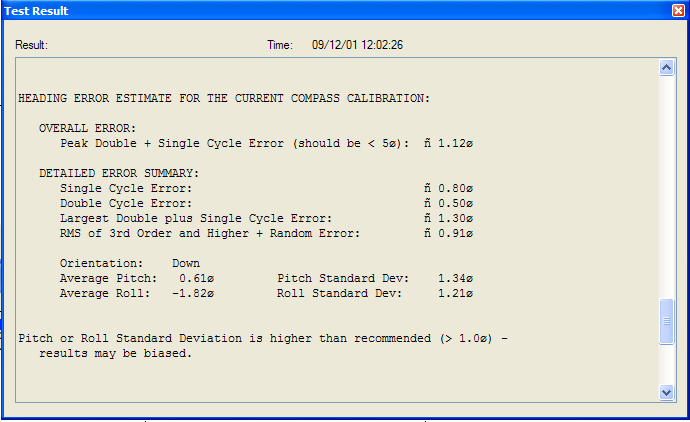 Test Result
Result: Time: 09/12/01 12:02:26
HEADING ERROR ESTIMATE FOR THE CURRENT COMPASS CALIBRATION:
OVERALL ERROR:
Peak Double + Single Cycle Error (should be < 5ø): ñ 1.12ø
DETAILED ERROR SUMMARY:
Single Cycle Error: ñ 0.80ø
Double Cycle Error: ñ 0.50ø
Largest Double plus Single Cycle Error: ñ 1.30ø
RMS of 3rd Order and Higher + Random Error: ñ 0.91ø
Orientation: Down
Average Pitch: 0.61ø Pitch Standard Dev: 1.34ø
Average Roll: -1.82ø Roll Standard Dev: 1.21ø
Pitch or Roll Standard Deviation is higher than recommended (> 1.0ø) -
results may be biased.